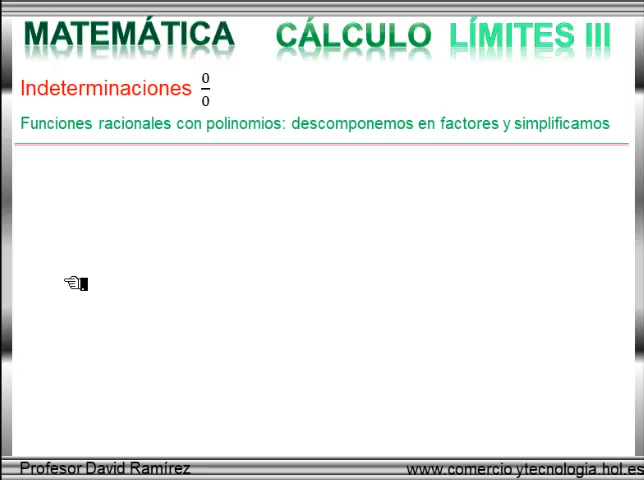 MATEMÁTICA CÁLCULO LÍMITES III
Indeterminaciones 0/0
Funciones racionales con polinomios: descomponemos en factores y simplificamos
Profesor David Ramírez www.comercioytecnologia.hol.es